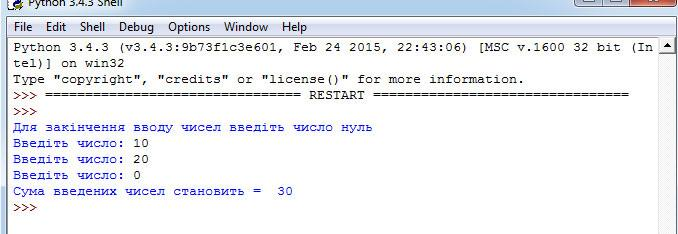 Python 3.4.3 Shell
File Edit Shell Debug Options Window Help
Python 3.4.3 (v3.4.3:9b73f1c3e601, Feb 24 2015, 22:43:06) [MSC v.1600 32 bit (In
tel)] on win32
Type "copyright", "credits" or "license()" for more information.
>>> ================================ RESTART ================================
>>>
Для закінчення вводу чисел введіть число нуль
Введіть число: 10
Введіть число: 20
Введіть число: 0
Сума введених чисел становить =  30
>>>